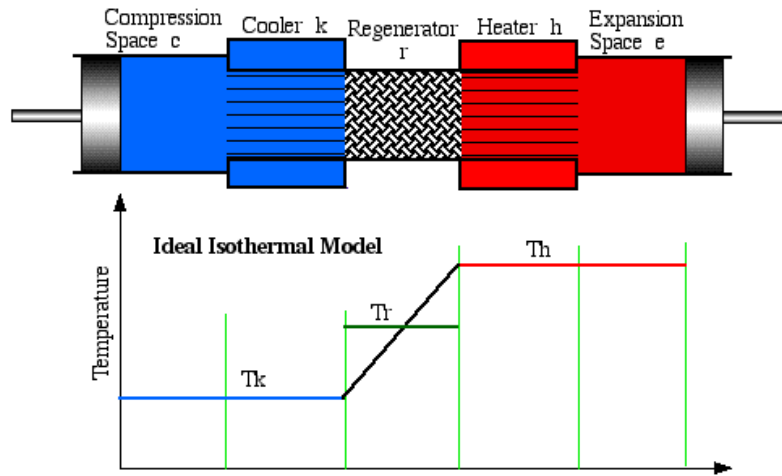 Compression
Space c
Cooler k
Regenerator
r
Heater h
Expansion
Space e
Ideal Isothermal Model
Temperature
Th
Tr
Tk